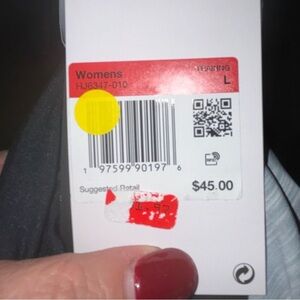 Womens
TRAINING
HJ6347-010
L
1 97599 90197 6
Suggested Retail
$45.00